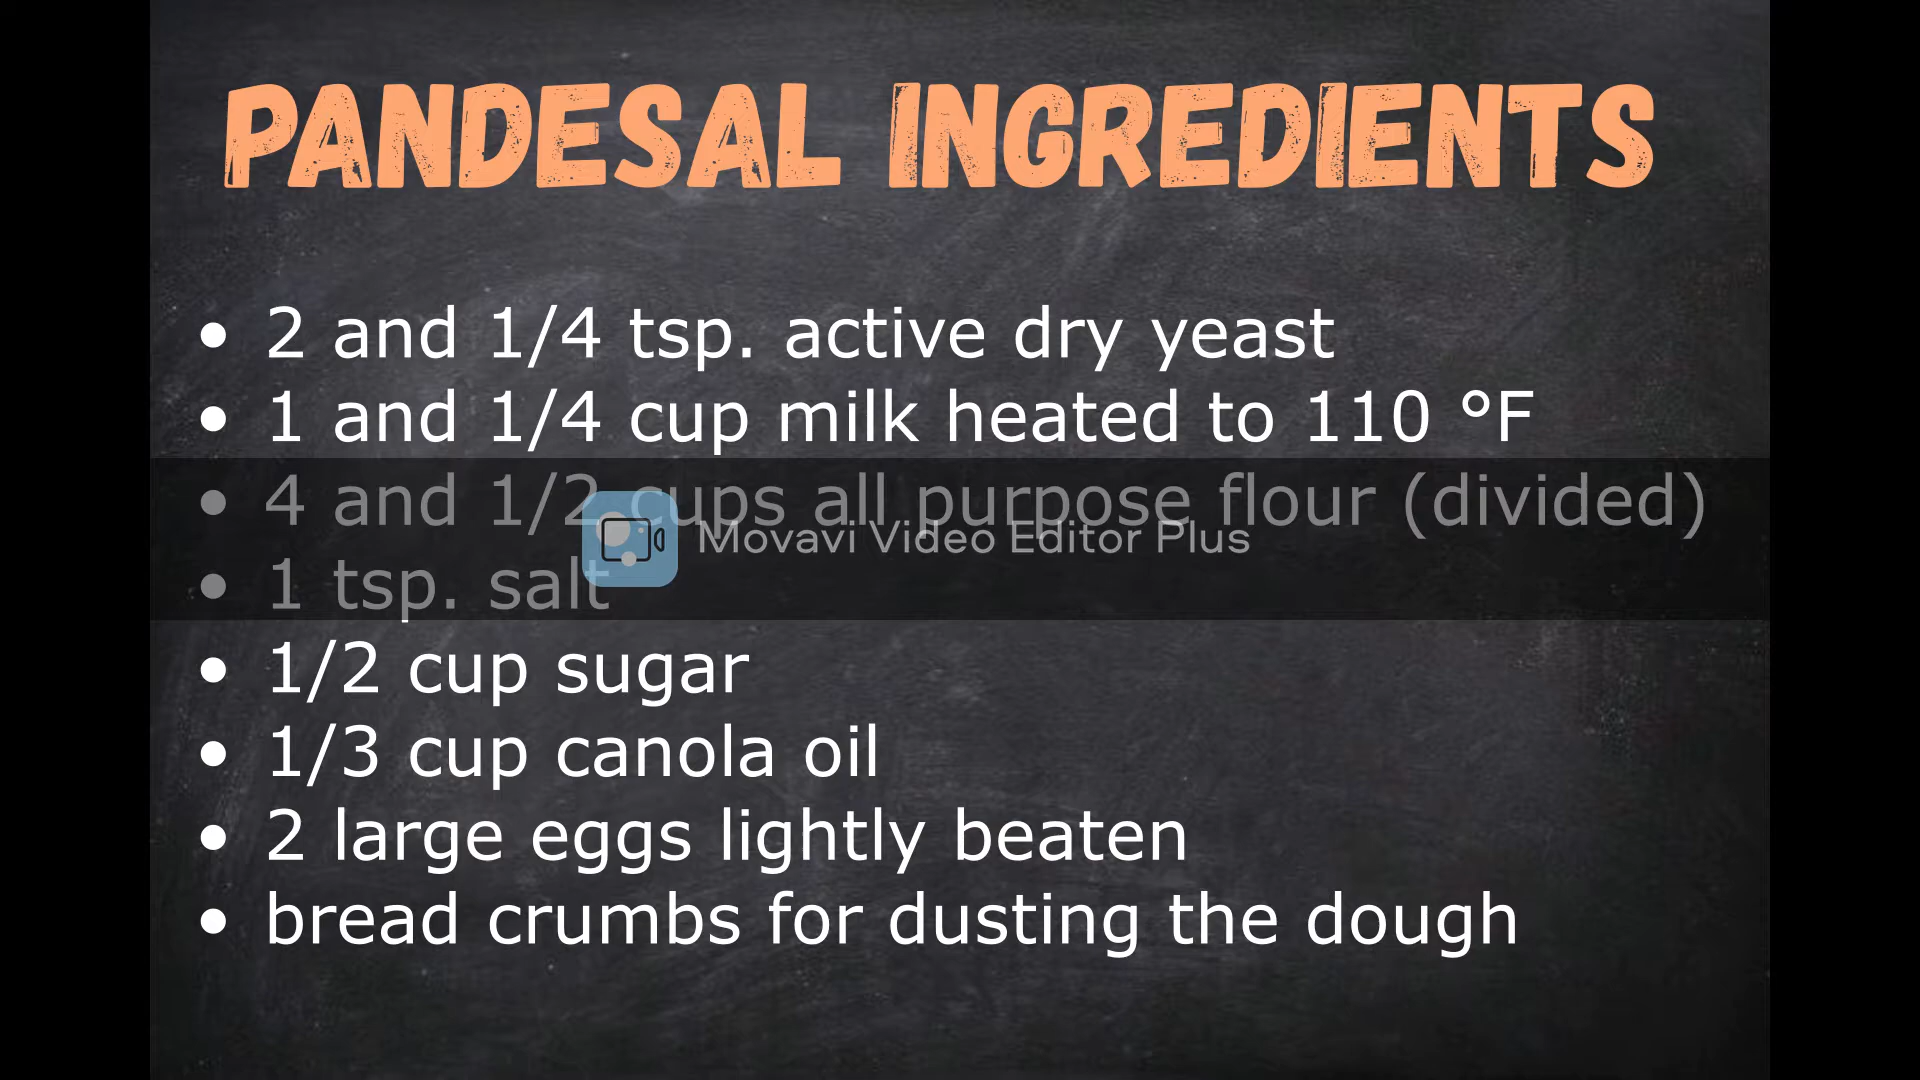 PANDESAL INGREDIENTS
• 2 and 1/4 tsp. active dry yeast
• 1 and 1/4 cup milk heated to 110 °F
• 4 and 1/2 cups all purpose flour (divided)
Movavi Video Editor Plus
• 1 tsp. salt
• 1/2 cup sugar
• 1/3 cup canola oil
• 2 large eggs lightly beaten
• bread crumbs for dusting the dough